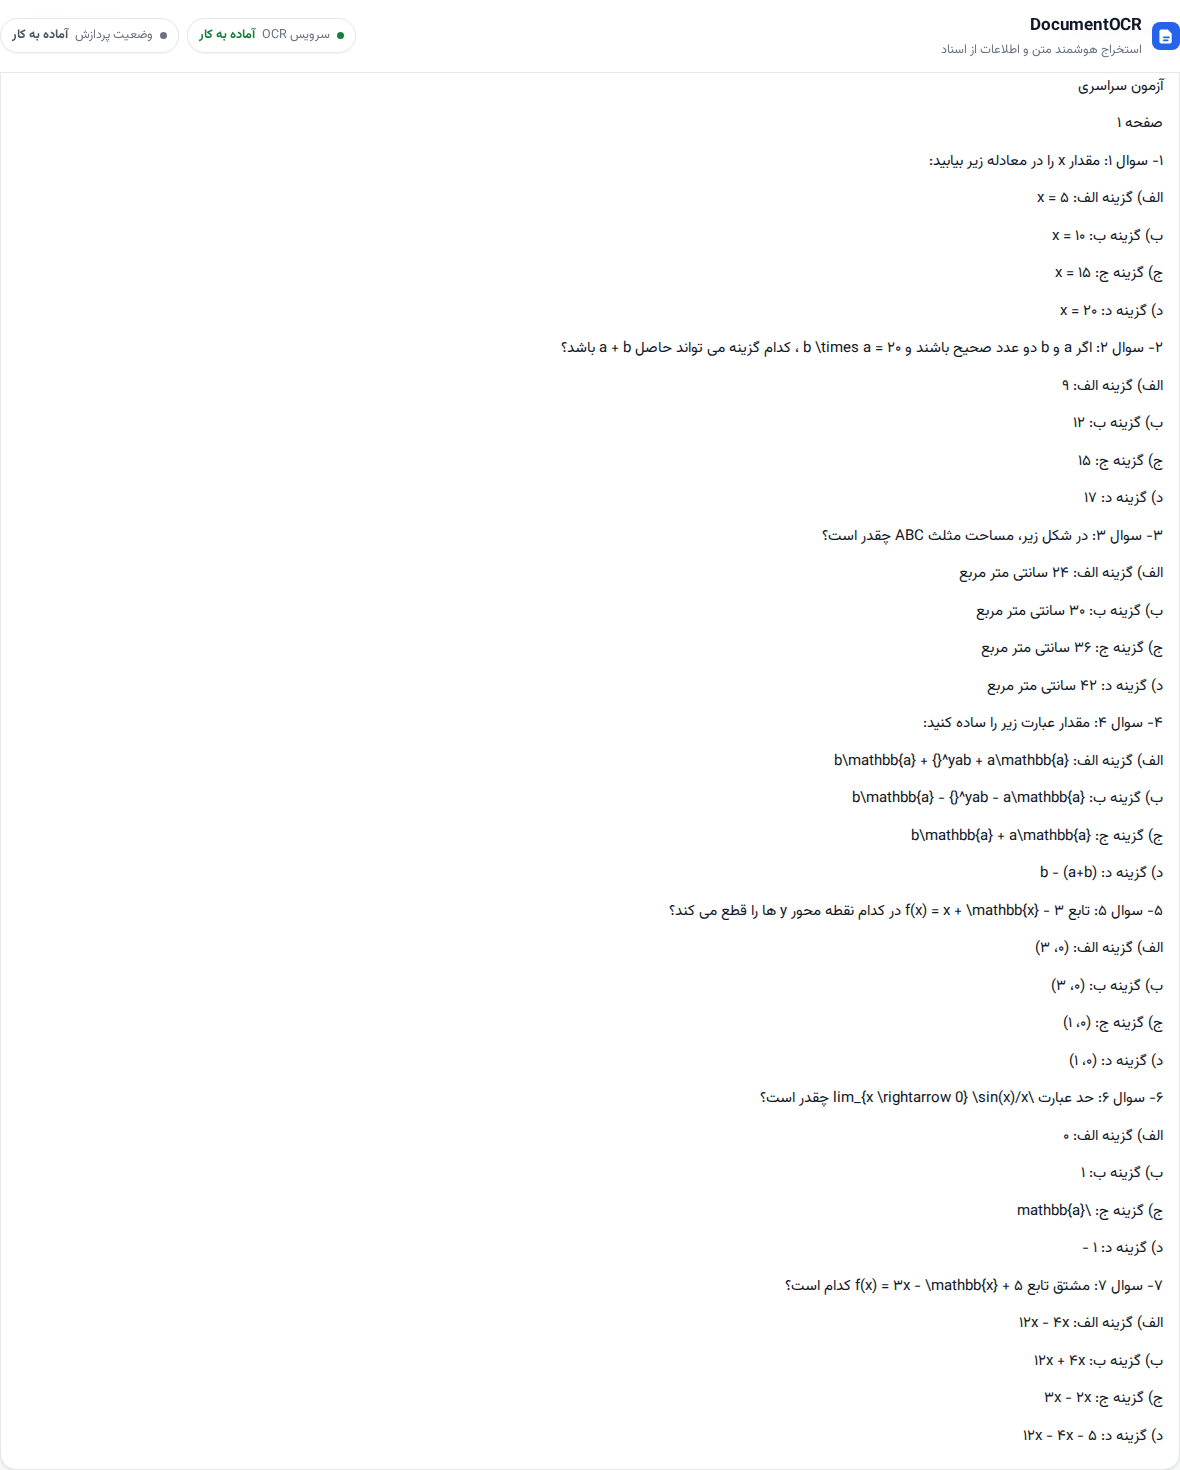 DocumentOCR
استخراج هوشمند متن و اطلاعات از اسناد
سرویس OCR آماده به کار
وضعیت پردازش آماده به کار
آزمون سراسری
صفحه ۱
۱- سوال ۱: مقدار x را در معادله زیر بیابید:
الف) گزینه الف: x = ۵
ب) گزینه ب: x = ۱۰
ج) گزینه ج: x = ۱۵
د) گزینه د: x = ۲۰
۲- سوال ۲: اگر a و b دو عدد صحیح باشند و b \times a = ۲۰ ، کدام گزینه می تواند حاصل a + b باشد؟
الف) گزینه الف: ۹
ب) گزینه ب: ۱۲
ج) گزینه ج: ۱۵
د) گزینه د: ۱۷
۳- سوال ۳: در شکل زیر، مساحت مثلث ABC چقدر است؟
الف) گزینه الف: ۲۴ سانتی متر مربع
ب) گزینه ب: ۳۰ سانتی متر مربع
ج) گزینه ج: ۳۶ سانتی متر مربع
د) گزینه د: ۴۲ سانتی متر مربع
۴- سوال ۴: مقدار عبارت زیر را ساده کنید:
الف) گزینه الف: b\mathbb{a} + {}^yab + a\mathbb{a}
ب) گزینه ب: b\mathbb{a} - {}^yab - a\mathbb{a}
ج) گزینه ج: b\mathbb{a} + a\mathbb{a}
د) گزینه د: b - (a+b)
۵- سوال ۵: تابع f(x) = x + \mathbb{x} - ۳ در کدام نقطه محور y ها را قطع می کند؟
الف) گزینه الف: (۰، ۳)
ب) گزینه ب: (۰، ۳)
ج) گزینه ج: (۰، ۱)
د) گزینه د: (۰، ۱)
۶- سوال ۶: حد عبارت \lim_{x \rightarrow 0} \sin(x)/x چقدر است؟
الف) گزینه الف: ۰
ب) گزینه ب: ۱
ج) گزینه ج: \mathbb{a}
د) گزینه د: ۱ -
۷- سوال ۷: مشتق تابع f(x) = ۳x - \mathbb{x} + ۵ کدام است؟
الف) گزینه الف: ۱۲x - ۴x
ب) گزینه ب: ۱۲x + ۴x
ج) گزینه ج: ۳x - ۲x
د) گزینه د: ۱۲x - ۴x - ۵